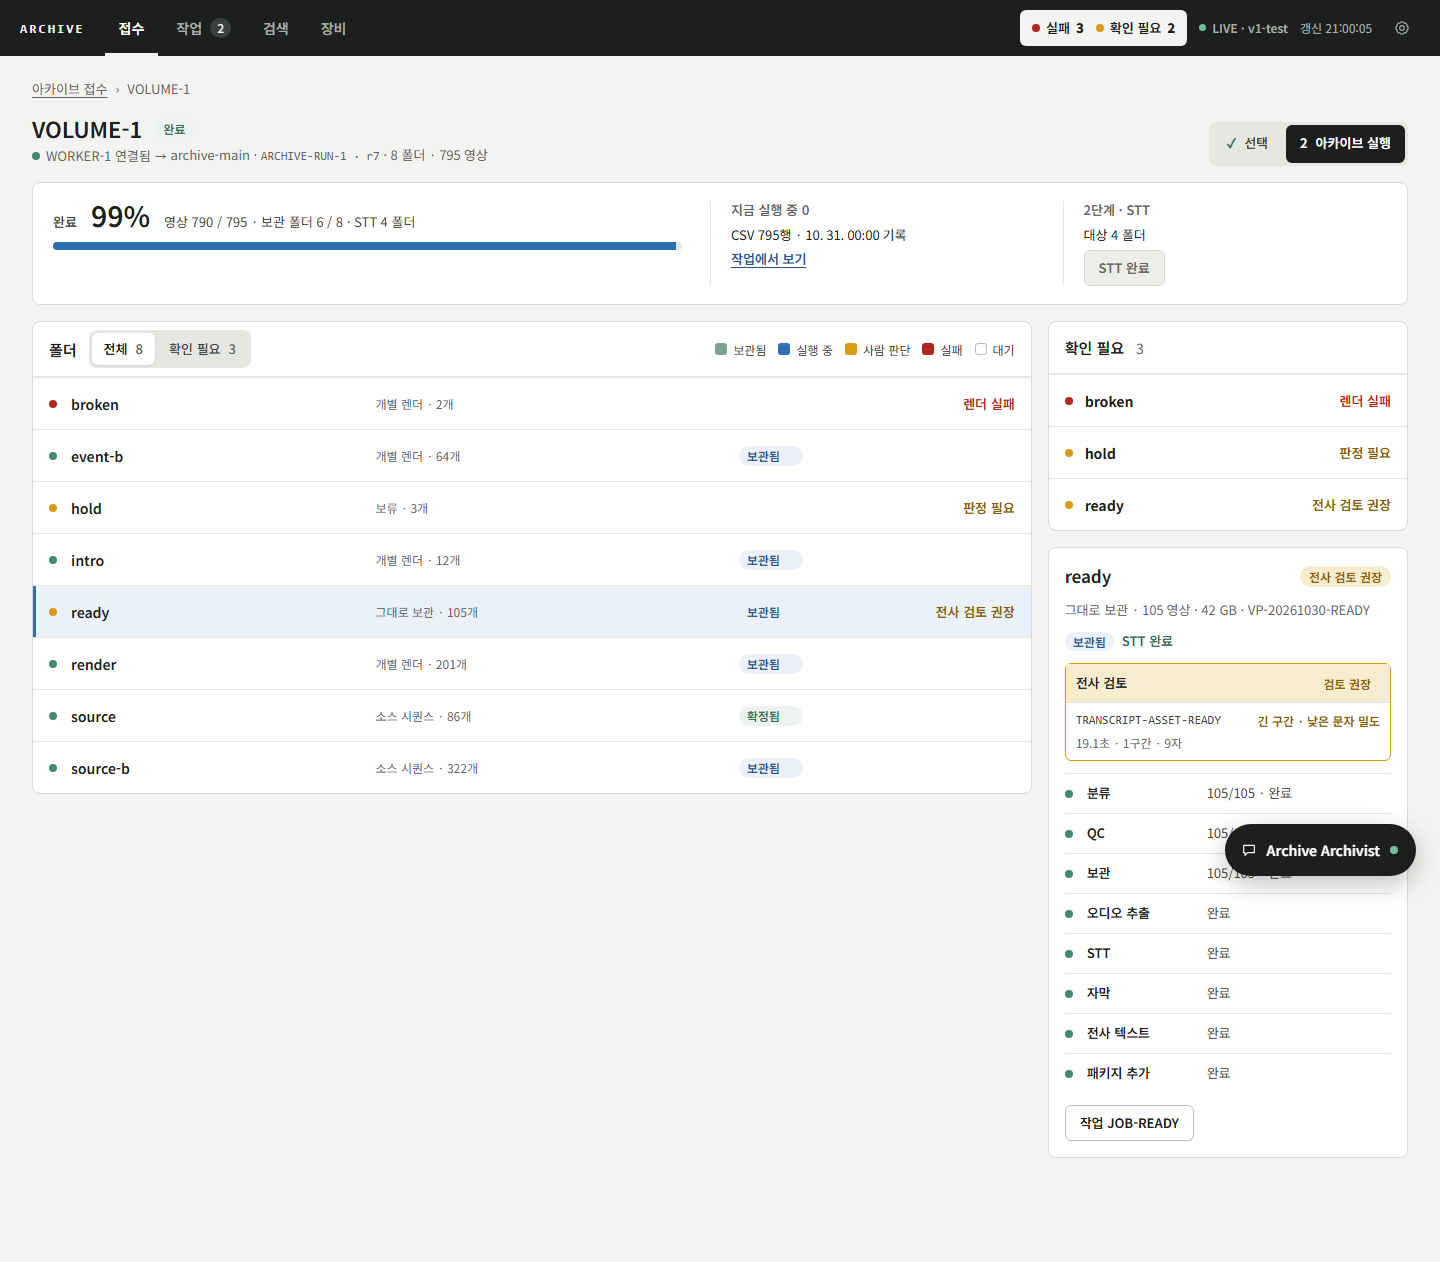 ARCHIVE 접수 작업 2 검색 장비 실패 3 확인 필요 2 LIVE · v1-test 갱신 21:00:05
아카이브 접수 › VOLUME-1
VOLUME-1 완료
WORKER-1 연결됨 → archive-main · ARCHIVE-RUN-1 · r7 · 8 폴더 · 795 영상
✓ 선택 2 아카이브 실행
완료 99% 영상 790 / 795 · 보관 폴더 6 / 8 · STT 4 폴더
지금 실행 중 0
CSV 795행 · 10. 31. 00:00 기록
작업에서 보기
2단계 · STT
대상 4 폴더
STT 완료
폴더 전체 8 확인 필요 3 보관됨 실행 중 사람 판단 실패 대기
broken 개별 렌더 · 2개 렌더 실패
event-b 개별 렌더 · 64개 보관됨
hold 보류 · 3개 판정 필요
intro 개별 렌더 · 12개 보관됨
ready 그대로 보관 · 105개 보관됨 전사 검토 권장
render 개별 렌더 · 201개 보관됨
source 소스 시퀀스 · 86개 확정됨
source-b 소스 시퀀스 · 322개 보관됨
확인 필요 3
broken 렌더 실패
hold 판정 필요
ready 전사 검토 권장
ready 전사 검토 권장
그대로 보관 · 105 영상 · 42 GB · VP-20261030-READY
보관됨 STT 완료
전사 검토 검토 권장
TRANSCRIPT-ASSET-READY 긴 구간 · 낮은 문자 밀도
19.1초 · 1구간 · 9자
분류 105/105 · 완료
QC 105/
Archive Archivist
보관 105/105
오디오 추출 완료
STT 완료
자막 완료
전사 텍스트 완료
패키지 추가 완료
작업 JOB-READY